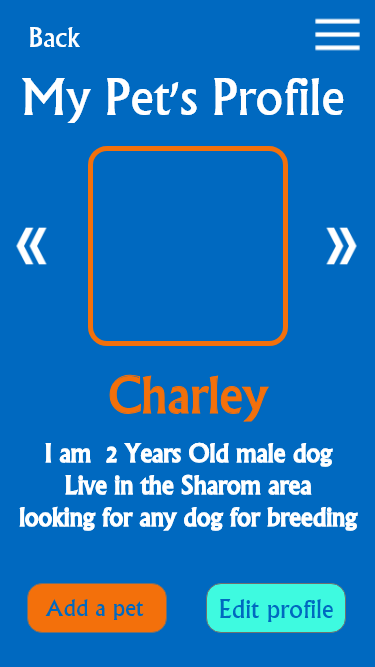 Back
My Pet's Profile
Charley
I am 2 Years Old male dog
Live in the Sharom area
looking for any dog for breeding
Add a pet
Edit profile